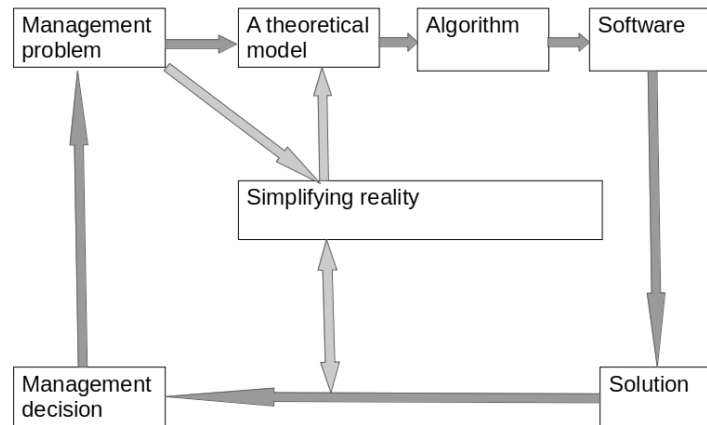 Management
problem
A theoretical
model
Algorithm
Software
Simplifying reality
Management
decision
Solution